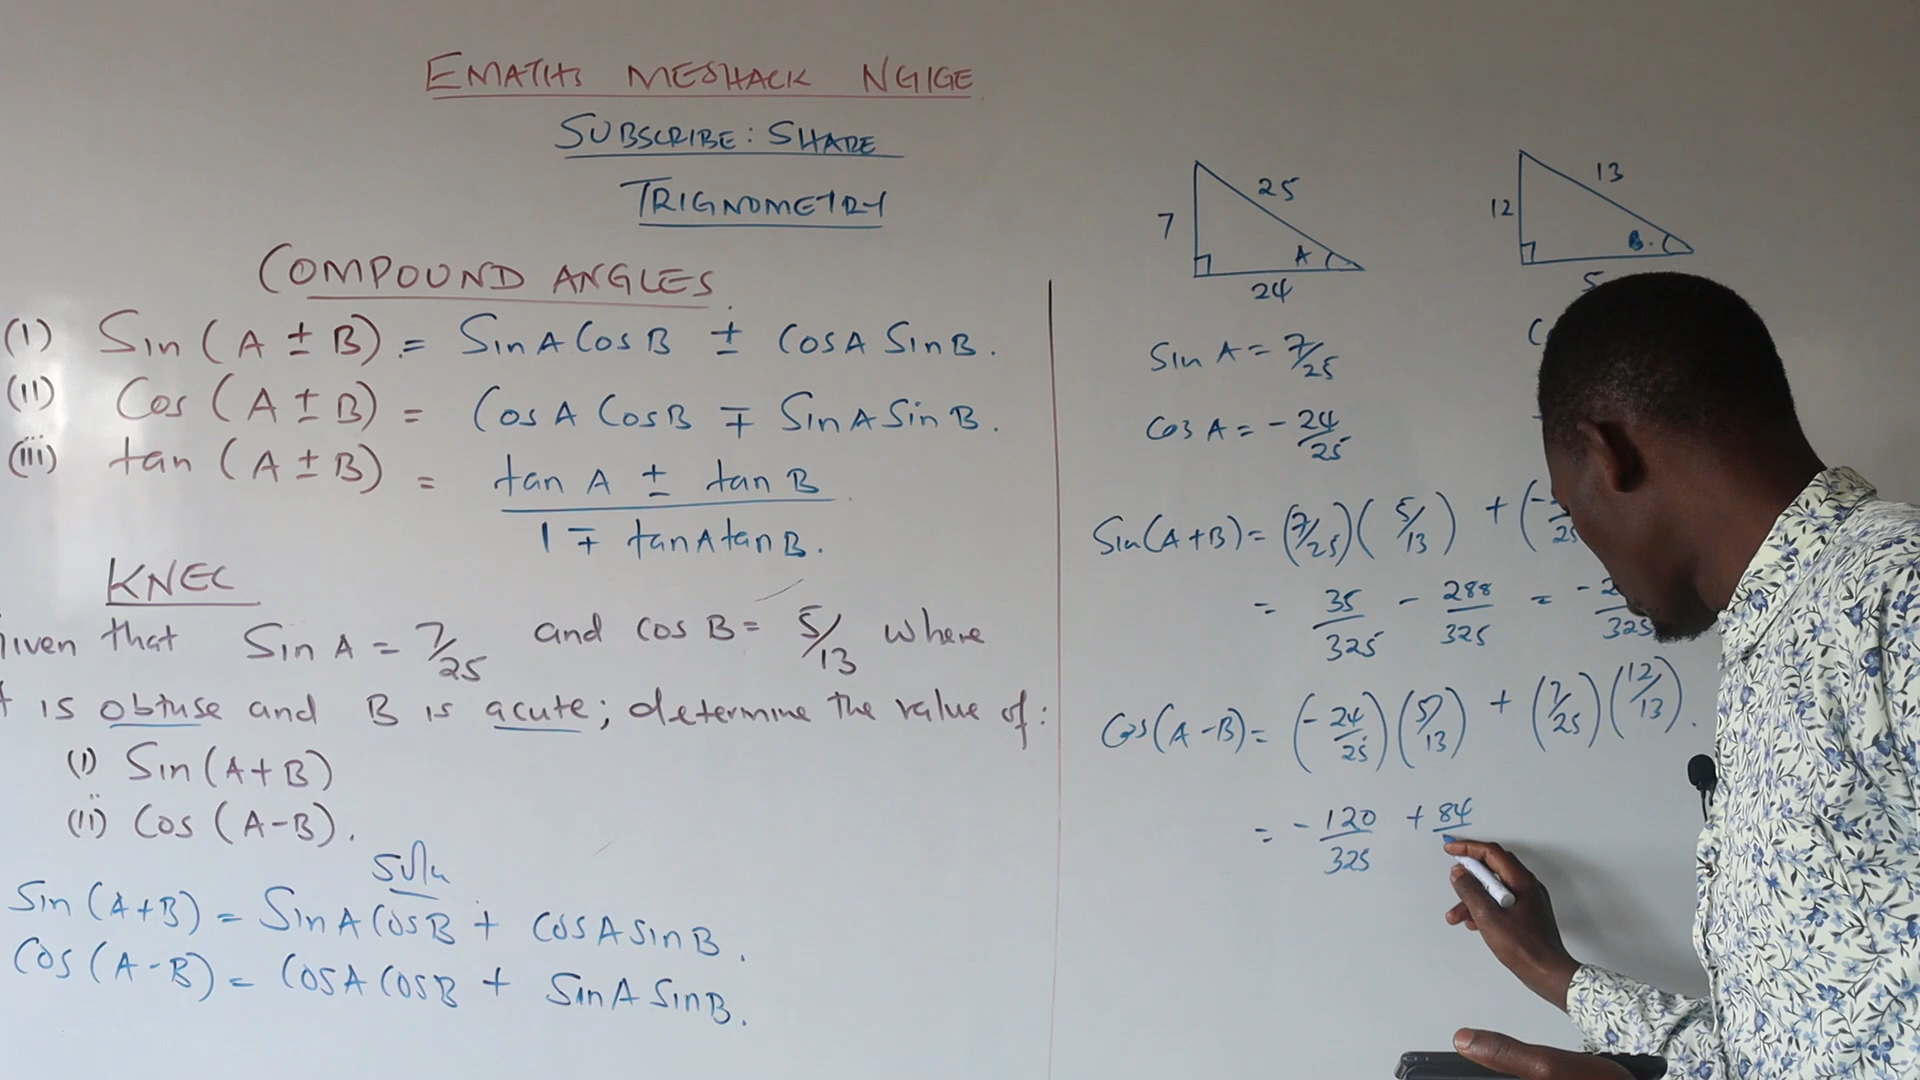 EMATHS MESHACK NGIGE
SUBSCRIBE: SHARE
TRIGNOMETRY
COMPOUND ANGLES
(i) Sin (A ± B) = Sin A Cos B ± Cos A Sin B.
(ii) Cos (A ± B) = Cos A Cos B ∓ Sin A Sin B.
(iii) tan (A ± B) = tan A ± tan B
1 ∓ tan A tan B.
KNEC
iven that Sin A = 7/25 and cos B = 5/13 where
is obtuse and B is acute; determine the value of:
(i) Sin (A+B)
(ii) Cos (A-B).
Soln
Sin (A+B) = Sin A Cos B + Cos A Sin B.
Cos (A-B) = Cos A Cos B + Sin A Sin B.
7 25 A 24
12 13 B. 5
Sin A = 7/25
Cos A = - 24/25
Sin (A+B) = (7/25)(5/13) + (- 25
= 35/325 - 288/325 = - 325
Cos (A-B) = (- 24/25)(5/13) + (7/25)(12/13).
= - 120/325 + 84